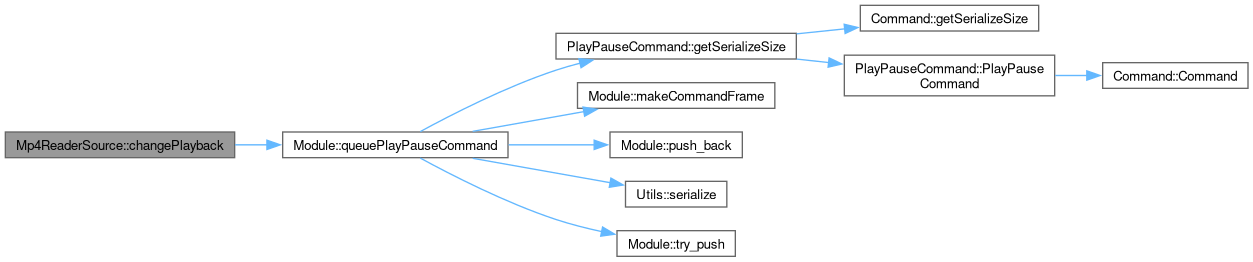 Mp4ReaderSource::changePlayback
Module::queuePlayPauseCommand
PlayPauseCommand::getSerializeSize
Command::getSerializeSize
PlayPauseCommand::PlayPause
Command
Command::Command
Module::makeCommandFrame
Module::push_back
Utils::serialize
Module::try_push